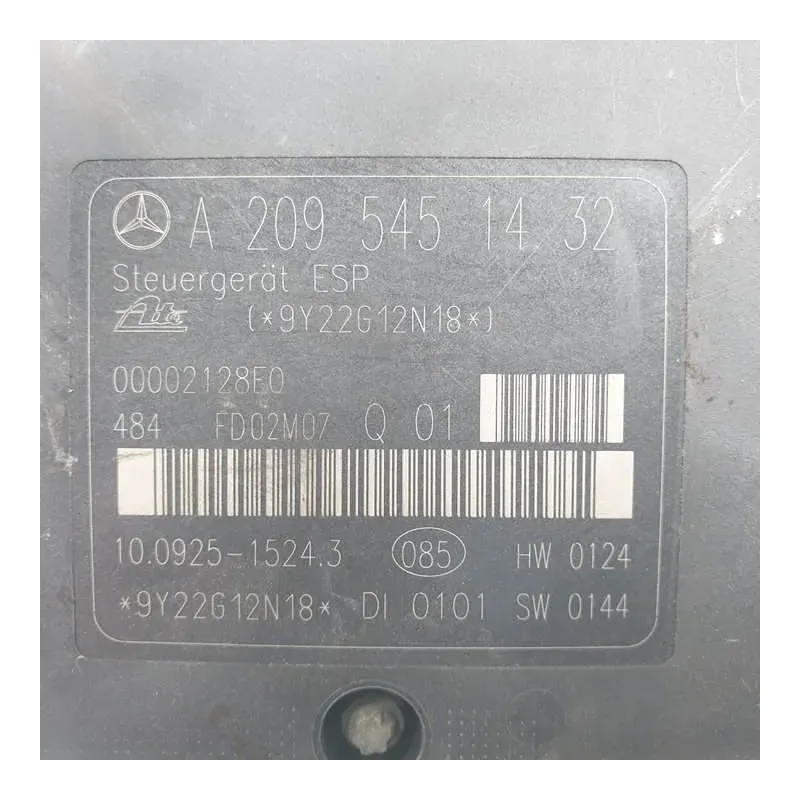 A 209 545 14 32
Steuergerät ESP
Ate (*9Y22G12N18*)
00002128E0
484 FD02M07 Q 01
10.0925-1524.3 085 HW 0124
*9Y22G12N18* DI 0101 SW 0144